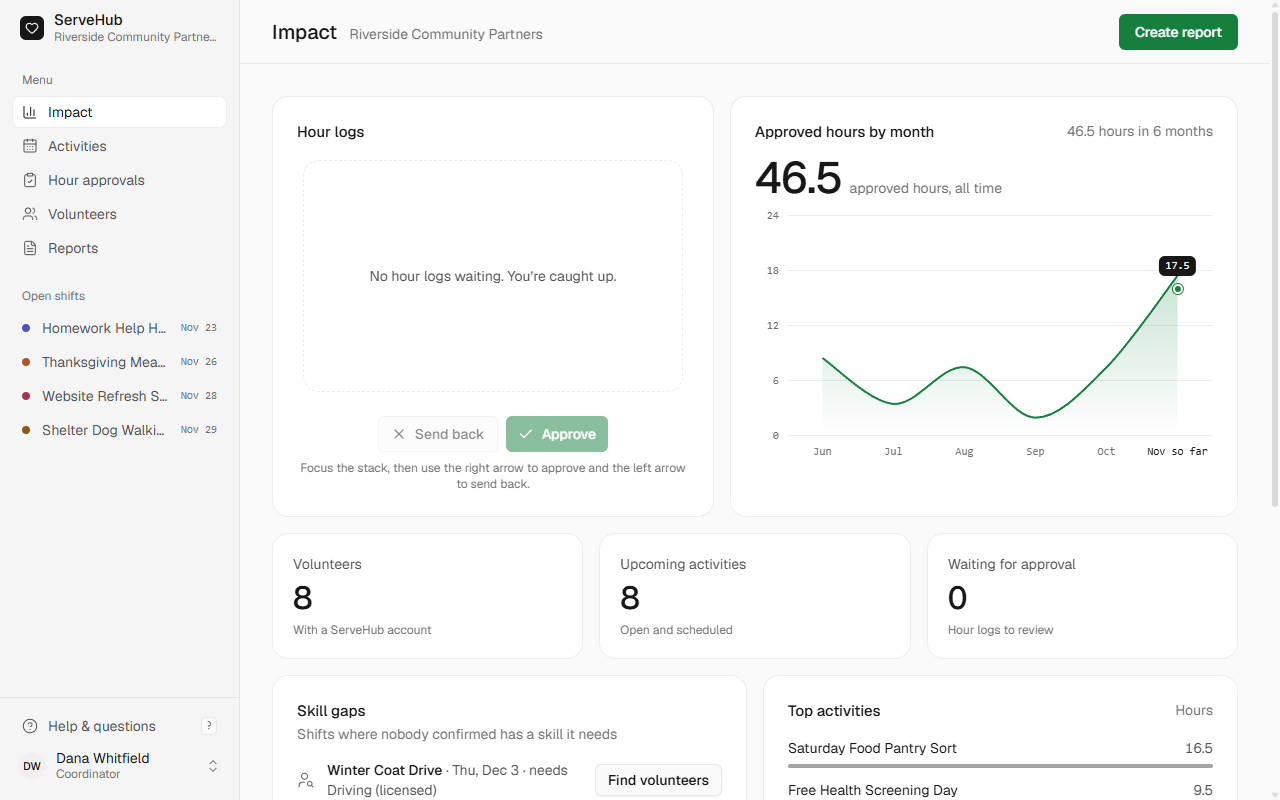 ServeHub
Riverside Community Partne...
Menu
Impact
Activities
Hour approvals
Volunteers
Reports
Open shifts
Homework Help H... Nov 23
Thanksgiving Mea... Nov 26
Website Refresh S... Nov 28
Shelter Dog Walki... Nov 29
Help & questions ?
DW Dana Whitfield
Coordinator
Impact Riverside Community Partners
Create report
Hour logs
No hour logs waiting. You're caught up.
Send back
Approve
Focus the stack, then use the right arrow to approve and the left arrow
to send back.
Approved hours by month 46.5 hours in 6 months
46.5 approved hours, all time
24
18
12
6
0
17.5
Jun Jul Aug Sep Oct Nov so far
Volunteers
8
With a ServeHub account
Upcoming activities
8
Open and scheduled
Waiting for approval
0
Hour logs to review
Skill gaps
Shifts where nobody confirmed has a skill it needs
Winter Coat Drive · Thu, Dec 3 · needs
Driving (licensed)
Find volunteers
Top activities Hours
Saturday Food Pantry Sort 16.5
Free Health Screening Day 9.5